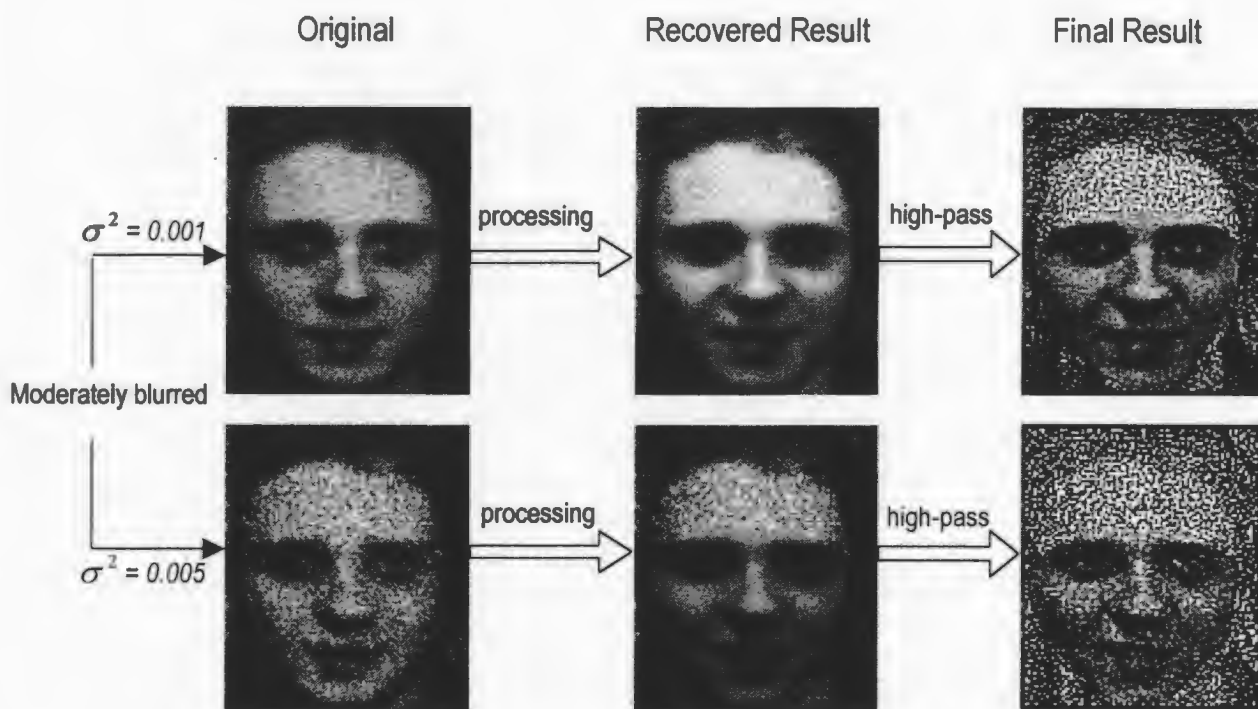 Original
Recovered Result
Final Result
σ² = 0.001
processing
high-pass
Moderately blurred
processing
high-pass
σ² = 0.005